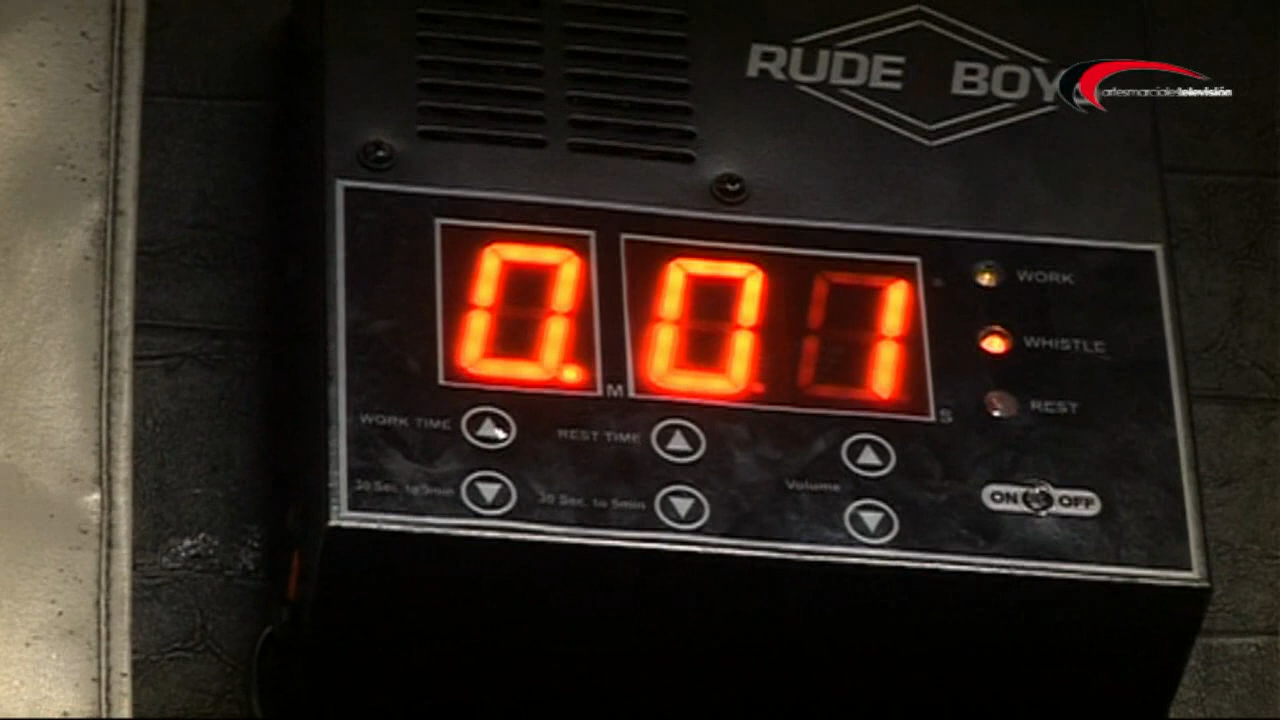 RUDE BOY
artesmarcialestelevisión
0.01
M
S
WORK
WHISTLE
REST
WORK TIME
REST TIME
Volume
30 Sec. to 5min
30 Sec. to 5min
ON OFF